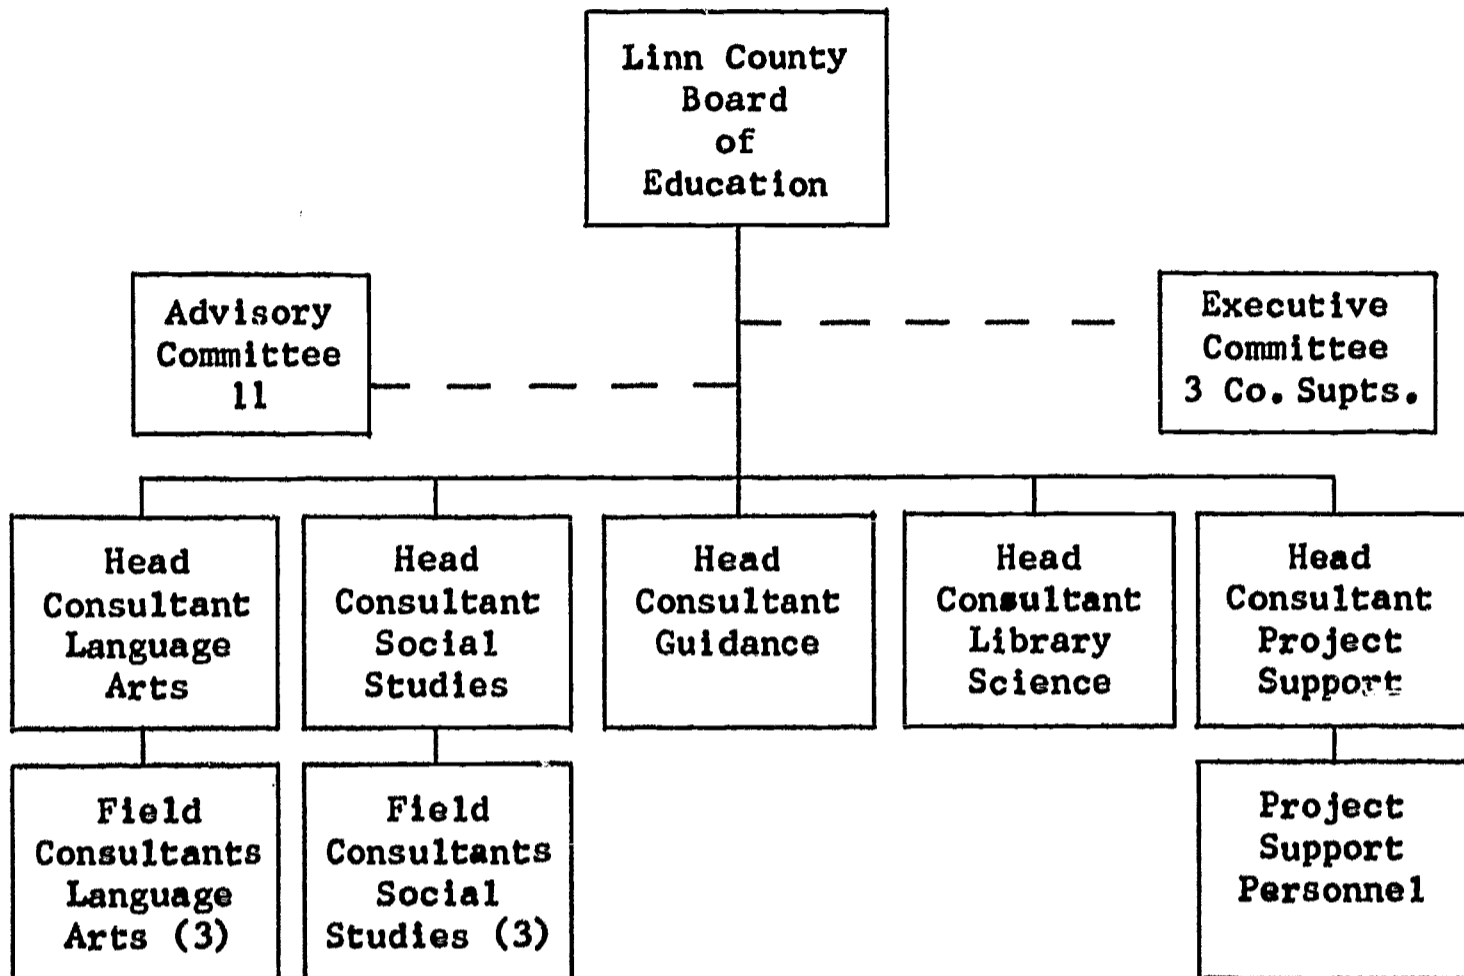 Linn County
Board
of
Education
Advisory
Committee
11
Executive
Committee
3 Co. Supts.
Head
Consultant
Language
Arts
Head
Consultant
Social
Studies
Head
Consultant
Guidance
Head
Consultant
Library
Science
Head
Consultant
Project
Support
Field
Consultants
Language
Arts (3)
Field
Consultants
Social
Studies (3)
Project
Support
Personnel